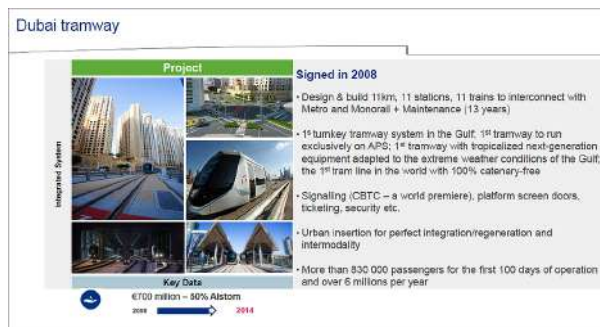 Dubai tramway
Project
Integrated System
Key Data
€700 million – 50% Alstom
2008
2014
Signed in 2008
• Design & build 11km, 11 stations, 11 trains to interconnect with
Metro and Monorail + Maintenance (13 years)
• 1st turnkey tramway system in the Gulf; 1st tramway to run
exclusively on APS; 1st tramway with tropicalized next-generation
equipment adapted to the extreme weather conditions of the Gulf;
the 1st tram line in the world with 100% catenary-free
• Signalling (CBTC – a world premiere), platform screen doors,
ticketing, security etc.
• Urban insertion for perfect integration/regeneration and
intermodality
• More than 830 000 passengers for the first 100 days of operation
and over 6 millions per year